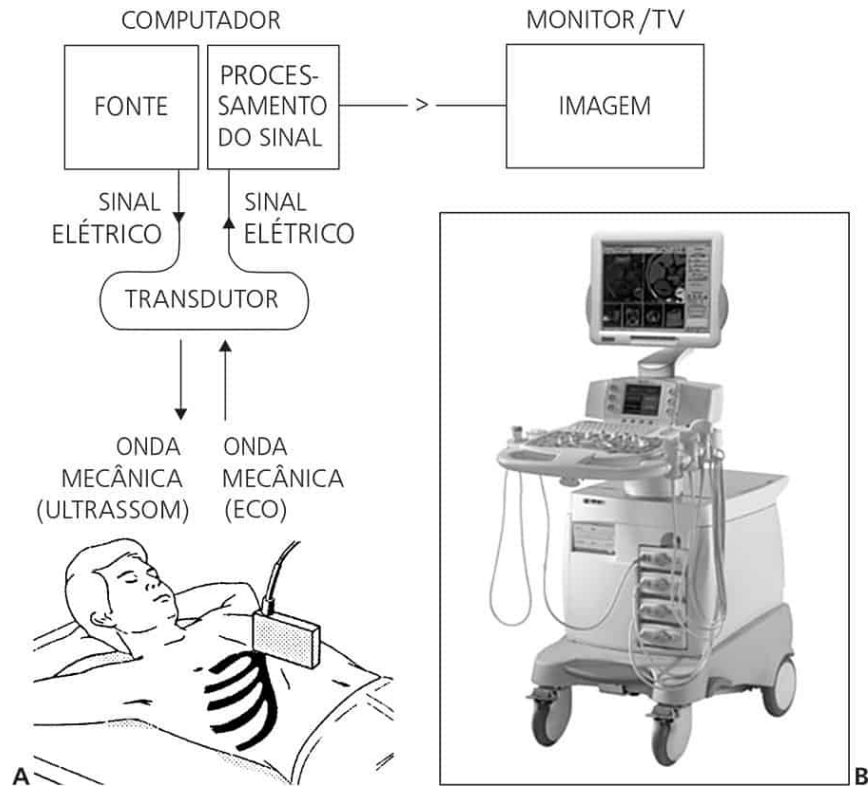 COMPUTADOR
MONITOR/TV
FONTE
PROCES-
SAMENTO
DO SINAL
>
IMAGEM
SINAL
ELÉTRICO
SINAL
ELÉTRICO
TRANSDUTOR
ONDA
MECÂNICA
(ULTRASSOM)
ONDA
MECÂNICA
(ECO)
A
B